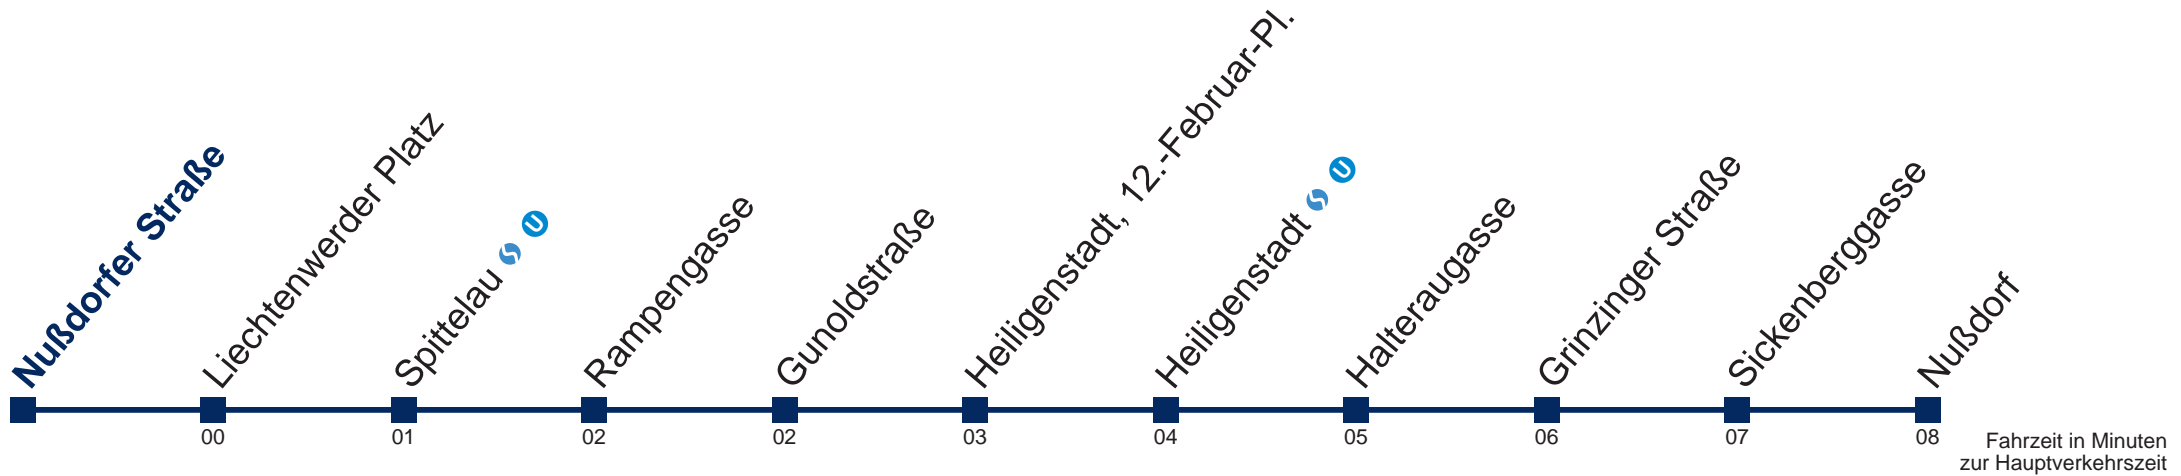 Nußdorfer Straße
Liechtenwerder Platz
Spittelau S U
Rampengasse
Gunoldstraße
Heiligenstadt, 12.-Februar-Pl.
Heiligenstadt S U
Halteraugasse
Grinzinger Straße
Sickenberggasse
Nußdorf
00 01 02 02 03 04 05 06 07 08
Fahrzeit in Minuten
zur Hauptverkehrszeit